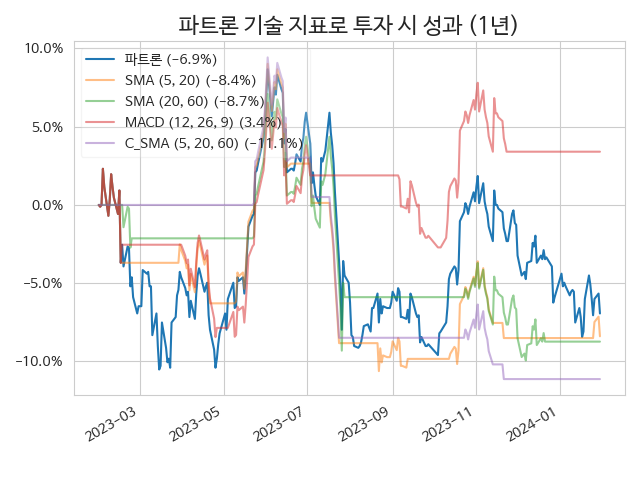 파트론 기술 지표로 투자 시 성과 (1년)
10.0%
5.0%
0.0%
−5.0%
−10.0%
파트론 (−6.9%)
SMA (5, 20) (−8.4%)
SMA (20, 60) (−8.7%)
MACD (12, 26, 9) (3.4%)
C_SMA (5, 20, 60) (−11.1%)
2023−03
2023−05
2023−07
2023−09
2023−11
2024−01